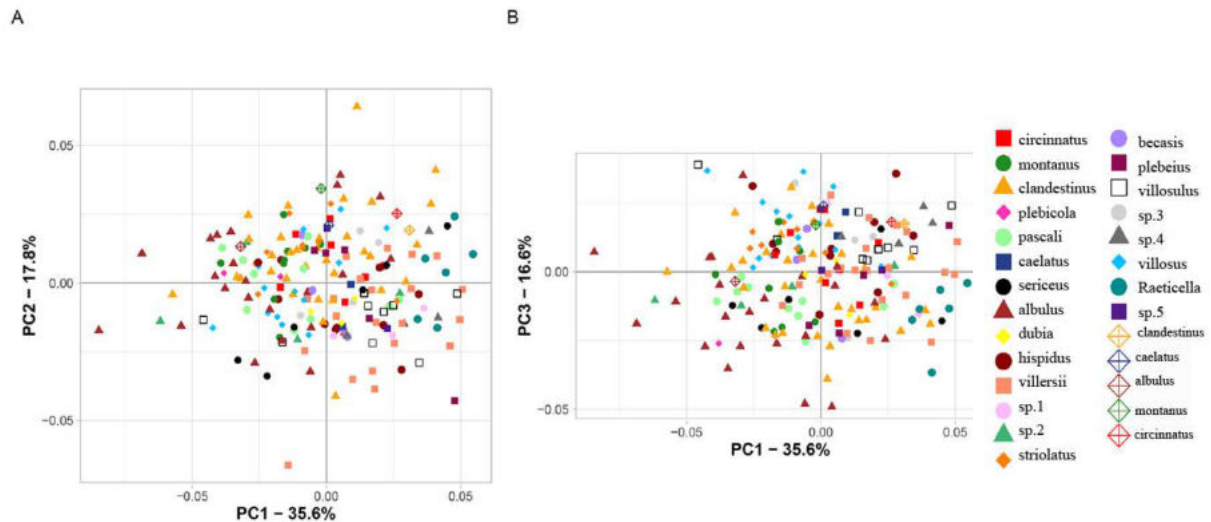 A
B
0.05
0.00
−0.05
PC2 − 17.8%
−0.05
0.00
0.05
PC1 − 35.6%
0.05
0.00
−0.05
PC3 − 16.6%
−0.05
0.00
0.05
PC1 − 35.6%
circinnatus
montanus
clandestinus
plebicola
pascali
caelatus
sericeus
albulus
dubia
hispidus
villersii
sp.1
sp.2
striolatus
becasis
plebeius
villosulus
sp.3
sp.4
villosus
Raeticella
sp.5
clandestinus
caelatus
albulus
montanus
circinnatus